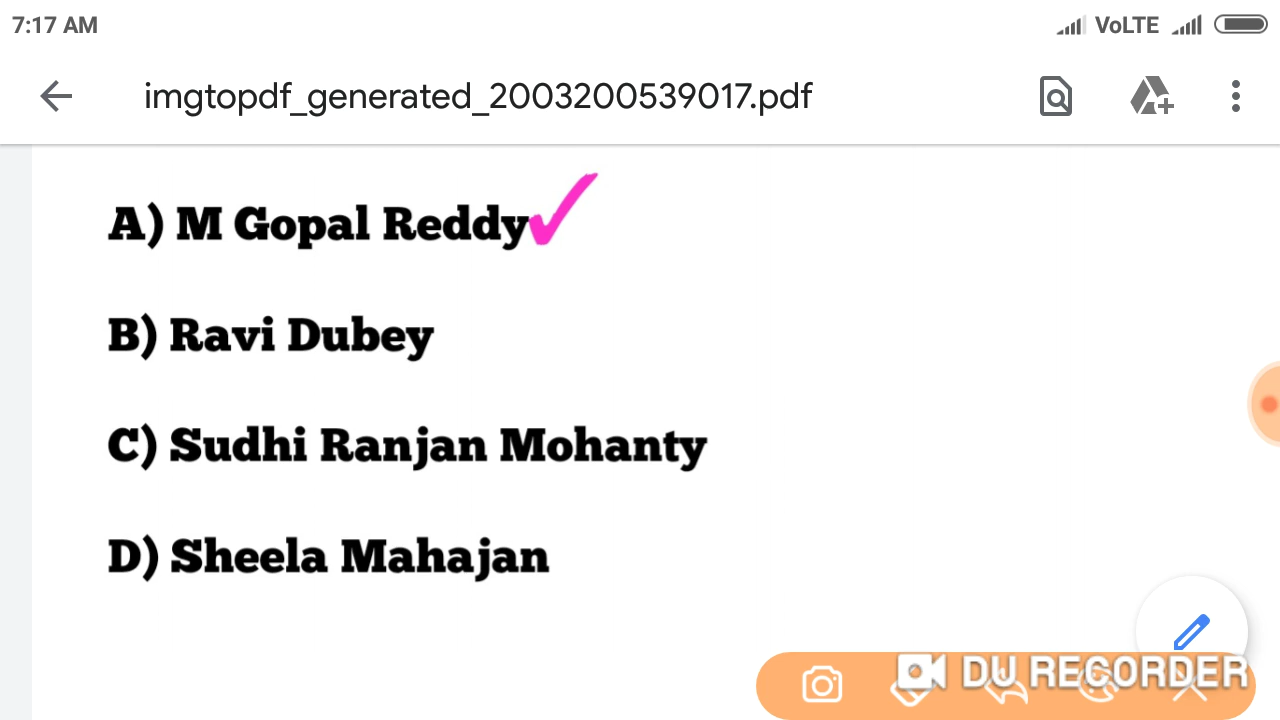 7:17 AM VoLTE
imgtopdf_generated_2003200539017.pdf
A) M Gopal Reddy
B) Ravi Dubey
C) Sudhi Ranjan Mohanty
D) Sheela Mahajan
DU RECORDER